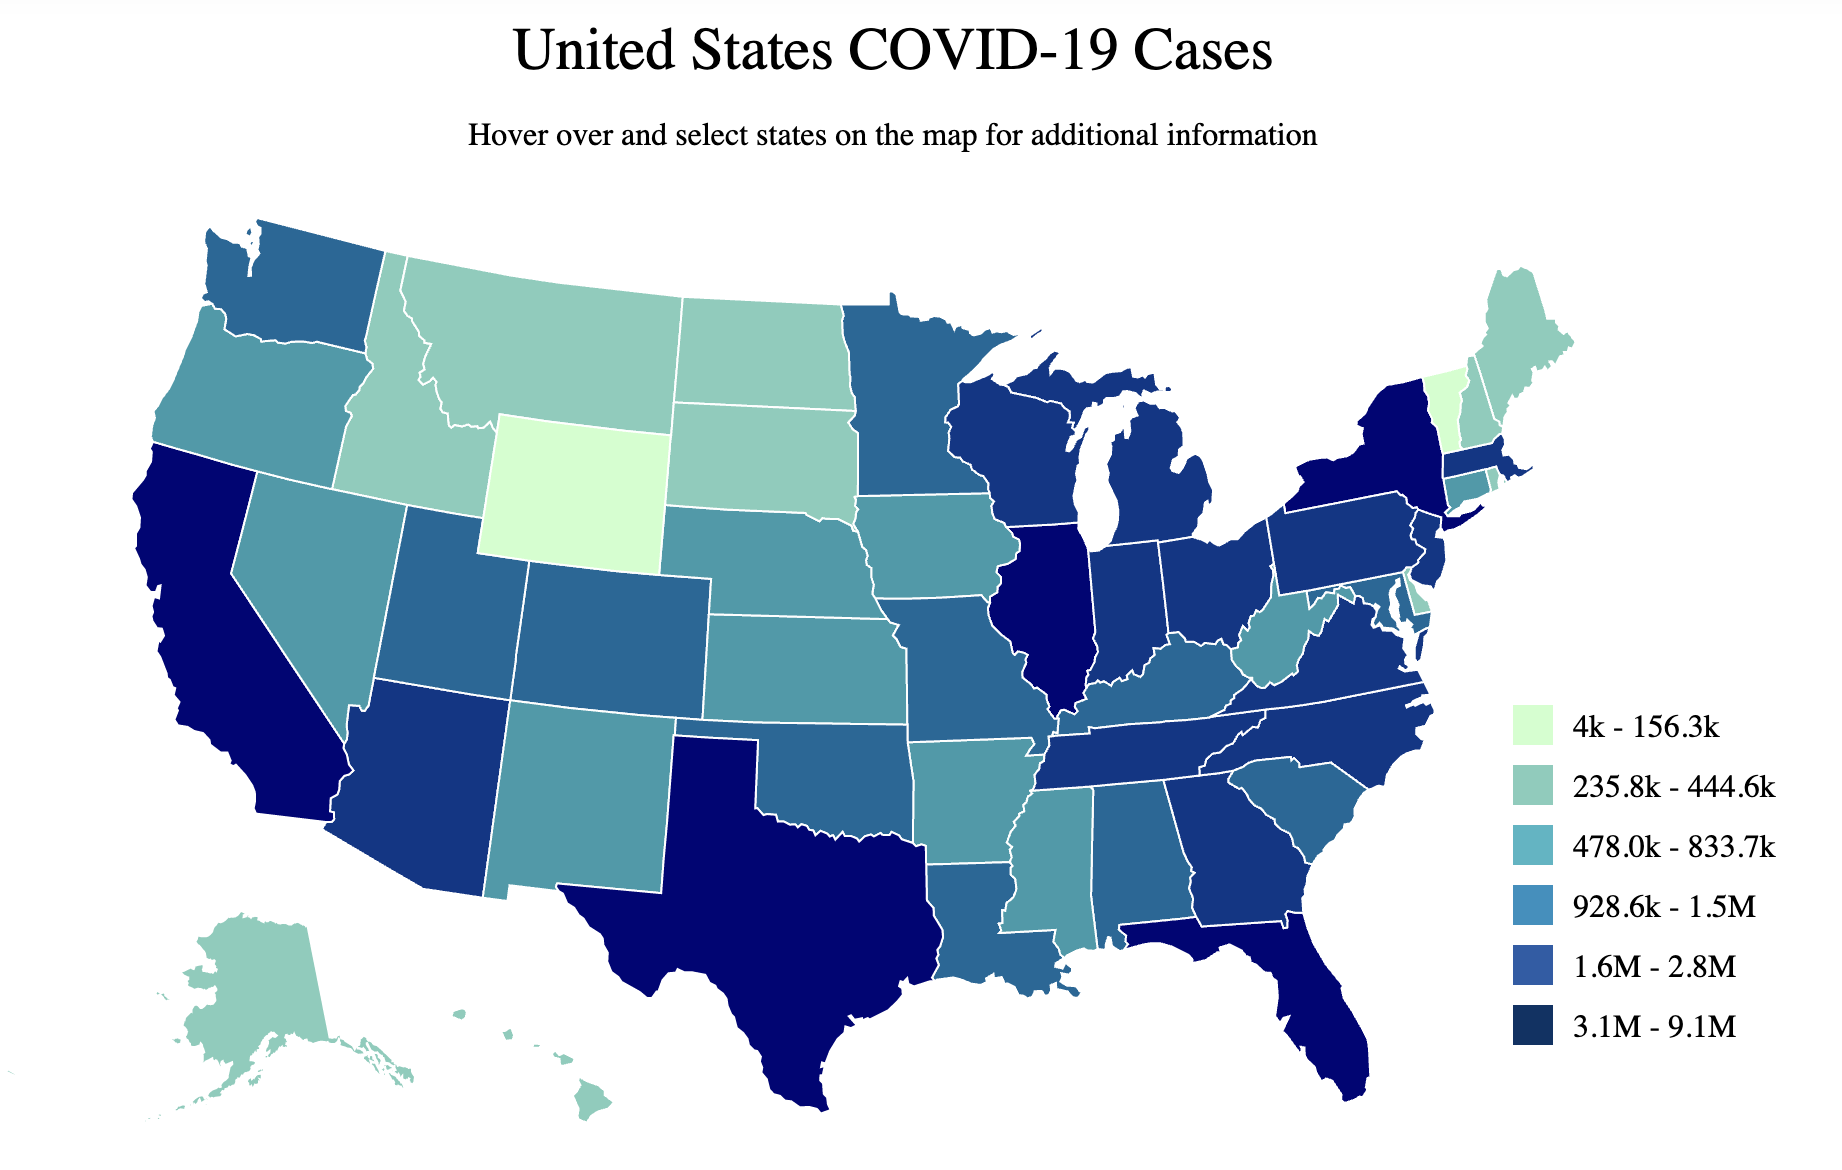 United States COVID-19 Cases
Hover over and select states on the map for additional information
4k - 156.3k
235.8k - 444.6k
478.0k - 833.7k
928.6k - 1.5M
1.6M - 2.8M
3.1M - 9.1M